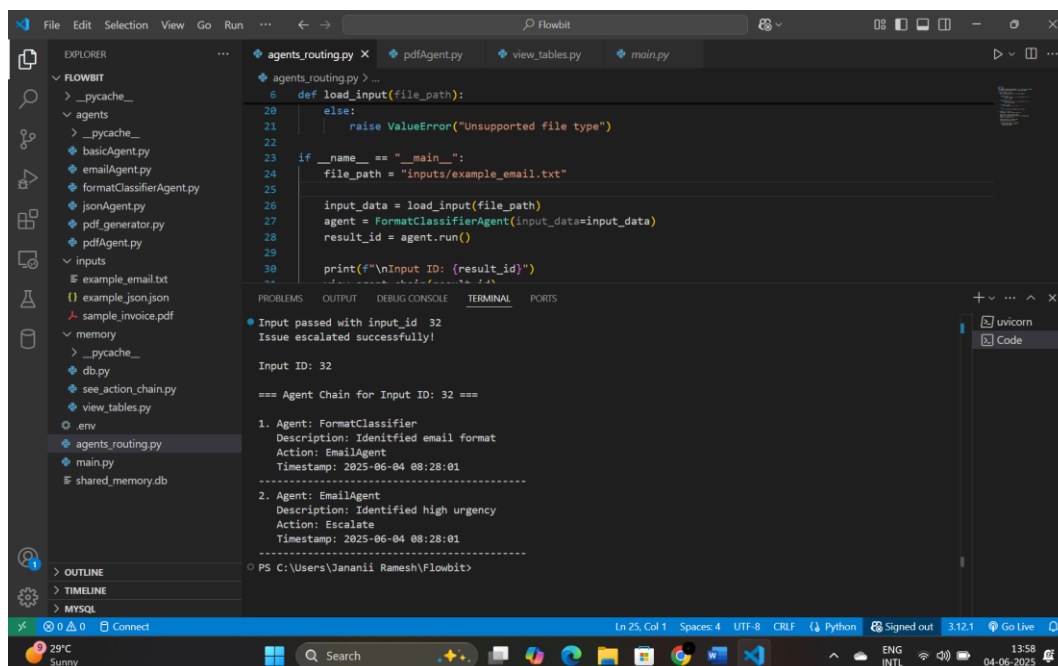 File Edit Selection View Go Run ··· Flowbit
EXPLORER ···
FLOWBIT
__pycache__
agents
__pycache__
basicAgent.py
emailAgent.py
formatClassifierAgent.py
jsonAgent.py
pdf_generator.py
pdfAgent.py
inputs
example_email.txt
{} example_json.json
sample_invoice.pdf
memory
__pycache__
db.py
see_action_chain.py
view_tables.py
.env
agents_routing.py
main.py
shared_memory.db
OUTLINE
TIMELINE
MYSQL
agents_routing.py pdfAgent.py view_tables.py main.py
agents_routing.py > ...
6 def load_input(file_path):
20 else:
21 raise ValueError("Unsupported file type")
22
23 if __name__ == "__main__":
24 file_path = "inputs/example_email.txt"
25
26 input_data = load_input(file_path)
27 agent = FormatClassifierAgent(input_data=input_data)
28 result_id = agent.run()
29
30 print(f"\nInput ID: {result_id}")
PROBLEMS OUTPUT DEBUG CONSOLE TERMINAL PORTS
Input passed with input_id 32
Issue escalated successfully!
Input ID: 32
=== Agent Chain for Input ID: 32 ===
1. Agent: FormatClassifier
Description: Idenitfied email format
Action: EmailAgent
Timestamp: 2025-06-04 08:28:01
--------------------------------------------
2. Agent: EmailAgent
Description: Identified high urgency
Action: Escalate
Timestamp: 2025-06-04 08:28:01
--------------------------------------------
PS C:\Users\Jananii Ramesh\Flowbit>
uvicorn
Code
0 0 Connect Ln 25, Col 1 Spaces: 4 UTF-8 CRLF {} Python Signed out 3.12.1 Go Live
9 29°C
Sunny
Search
ENG
INTL
13:58
04-06-2025